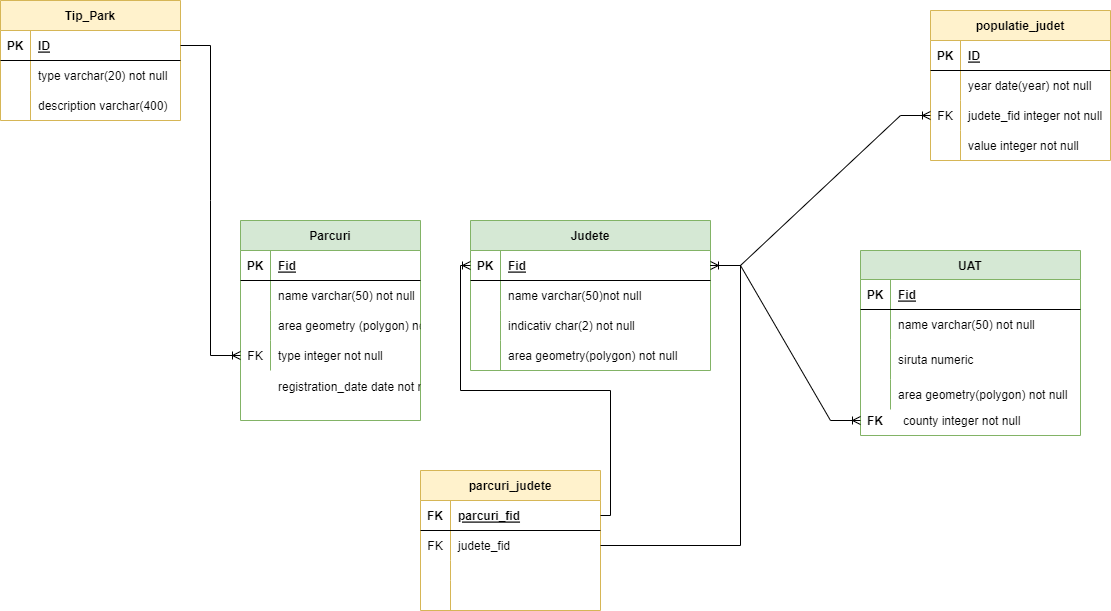 Tip_Park
PK ID
type varchar(20) not null
description varchar(400)
populatie_judet
PK ID
year date(year) not null
FK judete_fid integer not null
value integer not null
Parcuri
PK Fid
name varchar(50) not null
area geometry (polygon)
FK type integer not null
registration_date date not
Judete
PK Fid
name varchar(50)not null
indicativ char(2) not null
area geometry(polygon) not null
UAT
PK Fid
name varchar(50) not null
siruta numeric
area geometry(polygon) not null
FK county integer not null
parcuri_judete
FK parcuri_fid
FK judete_fid